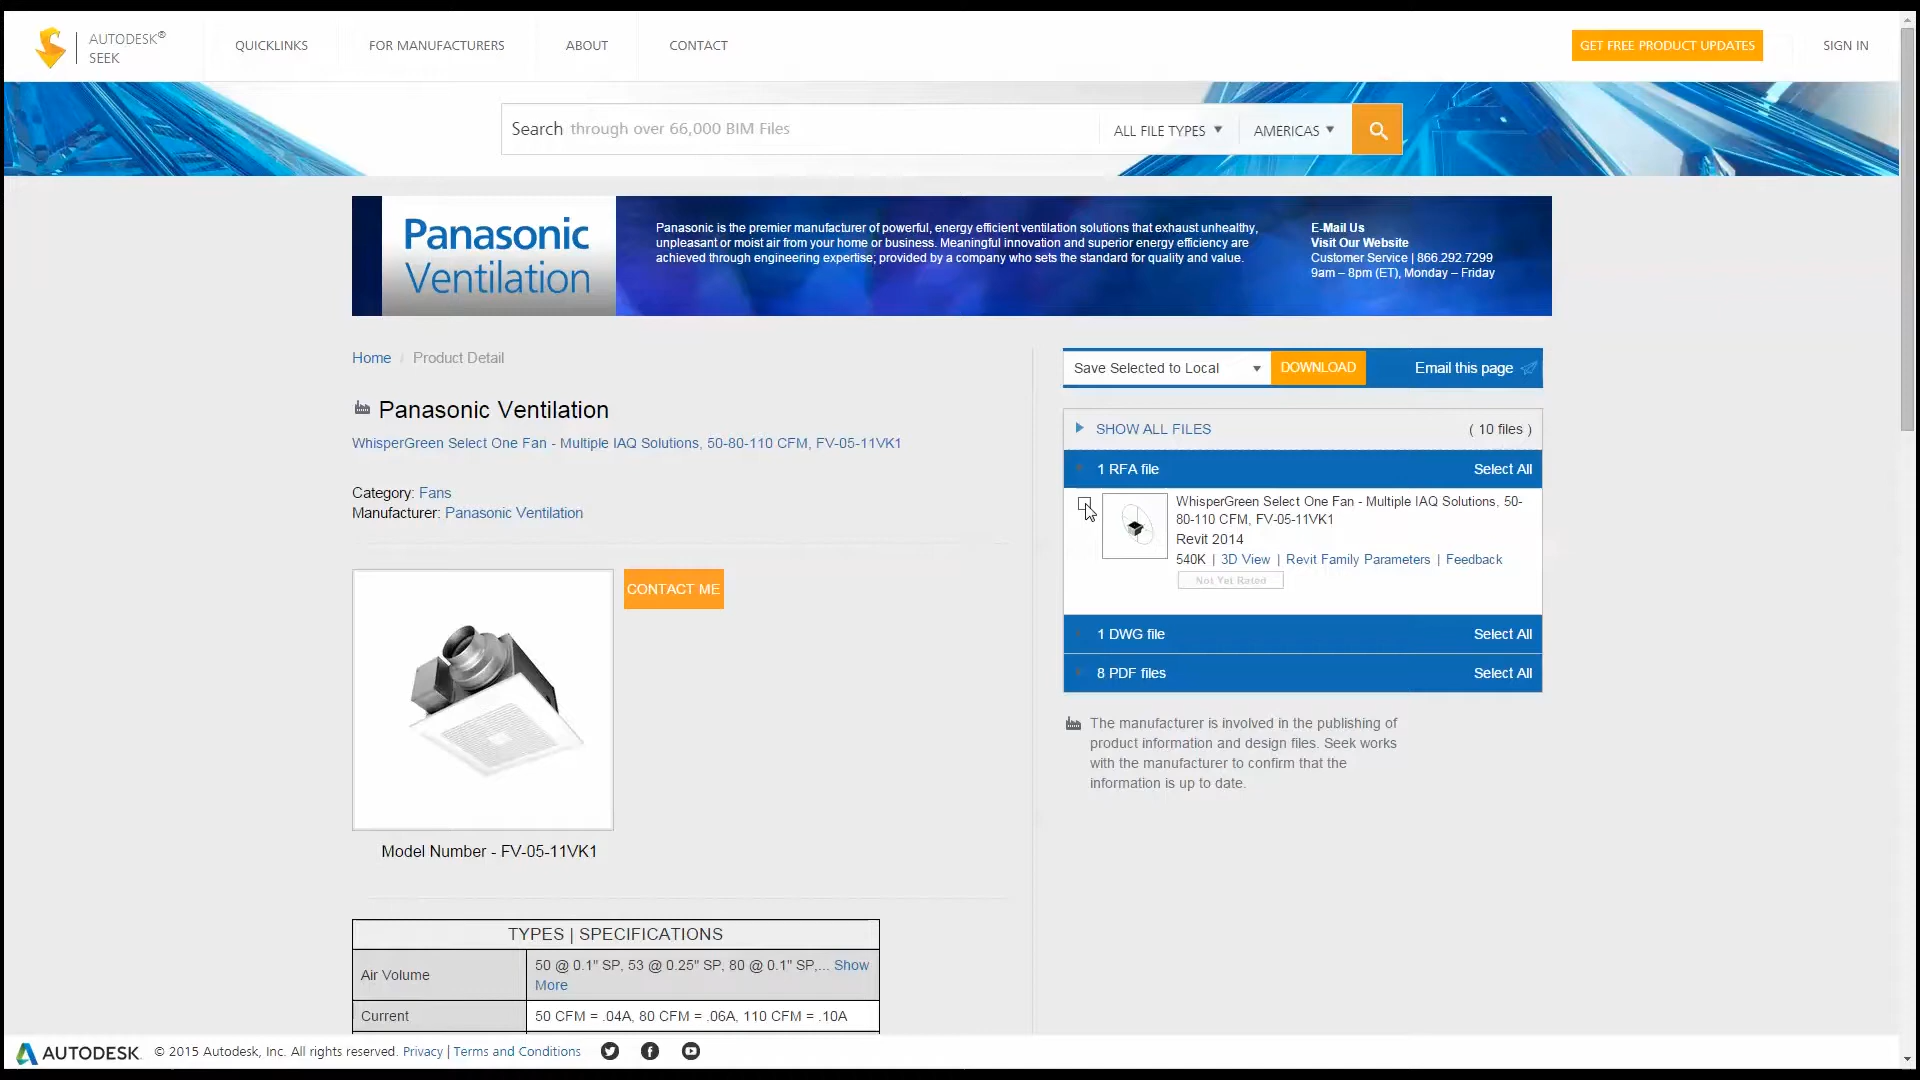 AUTODESK®
SEEK
QUICKLINKS
FOR MANUFACTURERS
ABOUT
CONTACT
GET FREE PRODUCT UPDATES
SIGN IN
Search through over 66,000 BIM Files
ALL FILE TYPES
AMERICAS
Panasonic
Ventilation
Panasonic is the premier manufacturer of powerful, energy efficient ventilation solutions that exhaust unhealthy,
unpleasant or moist air from your home or business. Meaningful innovation and superior energy efficiency are
achieved through engineering expertise; provided by a company who sets the standard for quality and value.
E-Mail Us
Visit Our Website
Customer Service | 866.292.7299
9am – 8pm (ET), Monday – Friday
Home / Product Detail
Panasonic Ventilation
WhisperGreen Select One Fan - Multiple IAQ Solutions, 50-80-110 CFM, FV-05-11VK1
Category: Fans
Manufacturer: Panasonic Ventilation
CONTACT ME
Model Number - FV-05-11VK1
TYPES | SPECIFICATIONS
Air Volume
50 @ 0.1" SP, 53 @ 0.25" SP, 80 @ 0.1" SP,... Show
More
Current
50 CFM = .04A, 80 CFM = .06A, 110 CFM = .10A
Save Selected to Local
DOWNLOAD
Email this page
SHOW ALL FILES
( 10 files )
1 RFA file
Select All
WhisperGreen Select One Fan - Multiple IAQ Solutions, 50-
80-110 CFM, FV-05-11VK1
Revit 2014
540K | 3D View | Revit Family Parameters | Feedback
Not Yet Rated
1 DWG file
Select All
8 PDF files
Select All
The manufacturer is involved in the publishing of
product information and design files. Seek works
with the manufacturer to confirm that the
information is up to date.
AUTODESK.
© 2015 Autodesk, Inc. All rights reserved. Privacy | Terms and Conditions